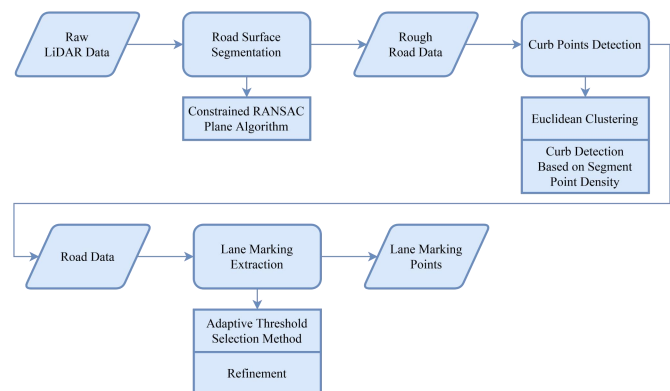 Raw
LiDAR Data
Road Surface
Segmentation
Rough
Road Data
Curb Points Detection
Constrained RANSAC
Plane Algorithm
Euclidean Clustering
Curb Detection
Based on Segment
Point Density
Road Data
Lane Marking
Extraction
Lane Marking
Points
Adaptive Threshold
Selection Method
Refinement